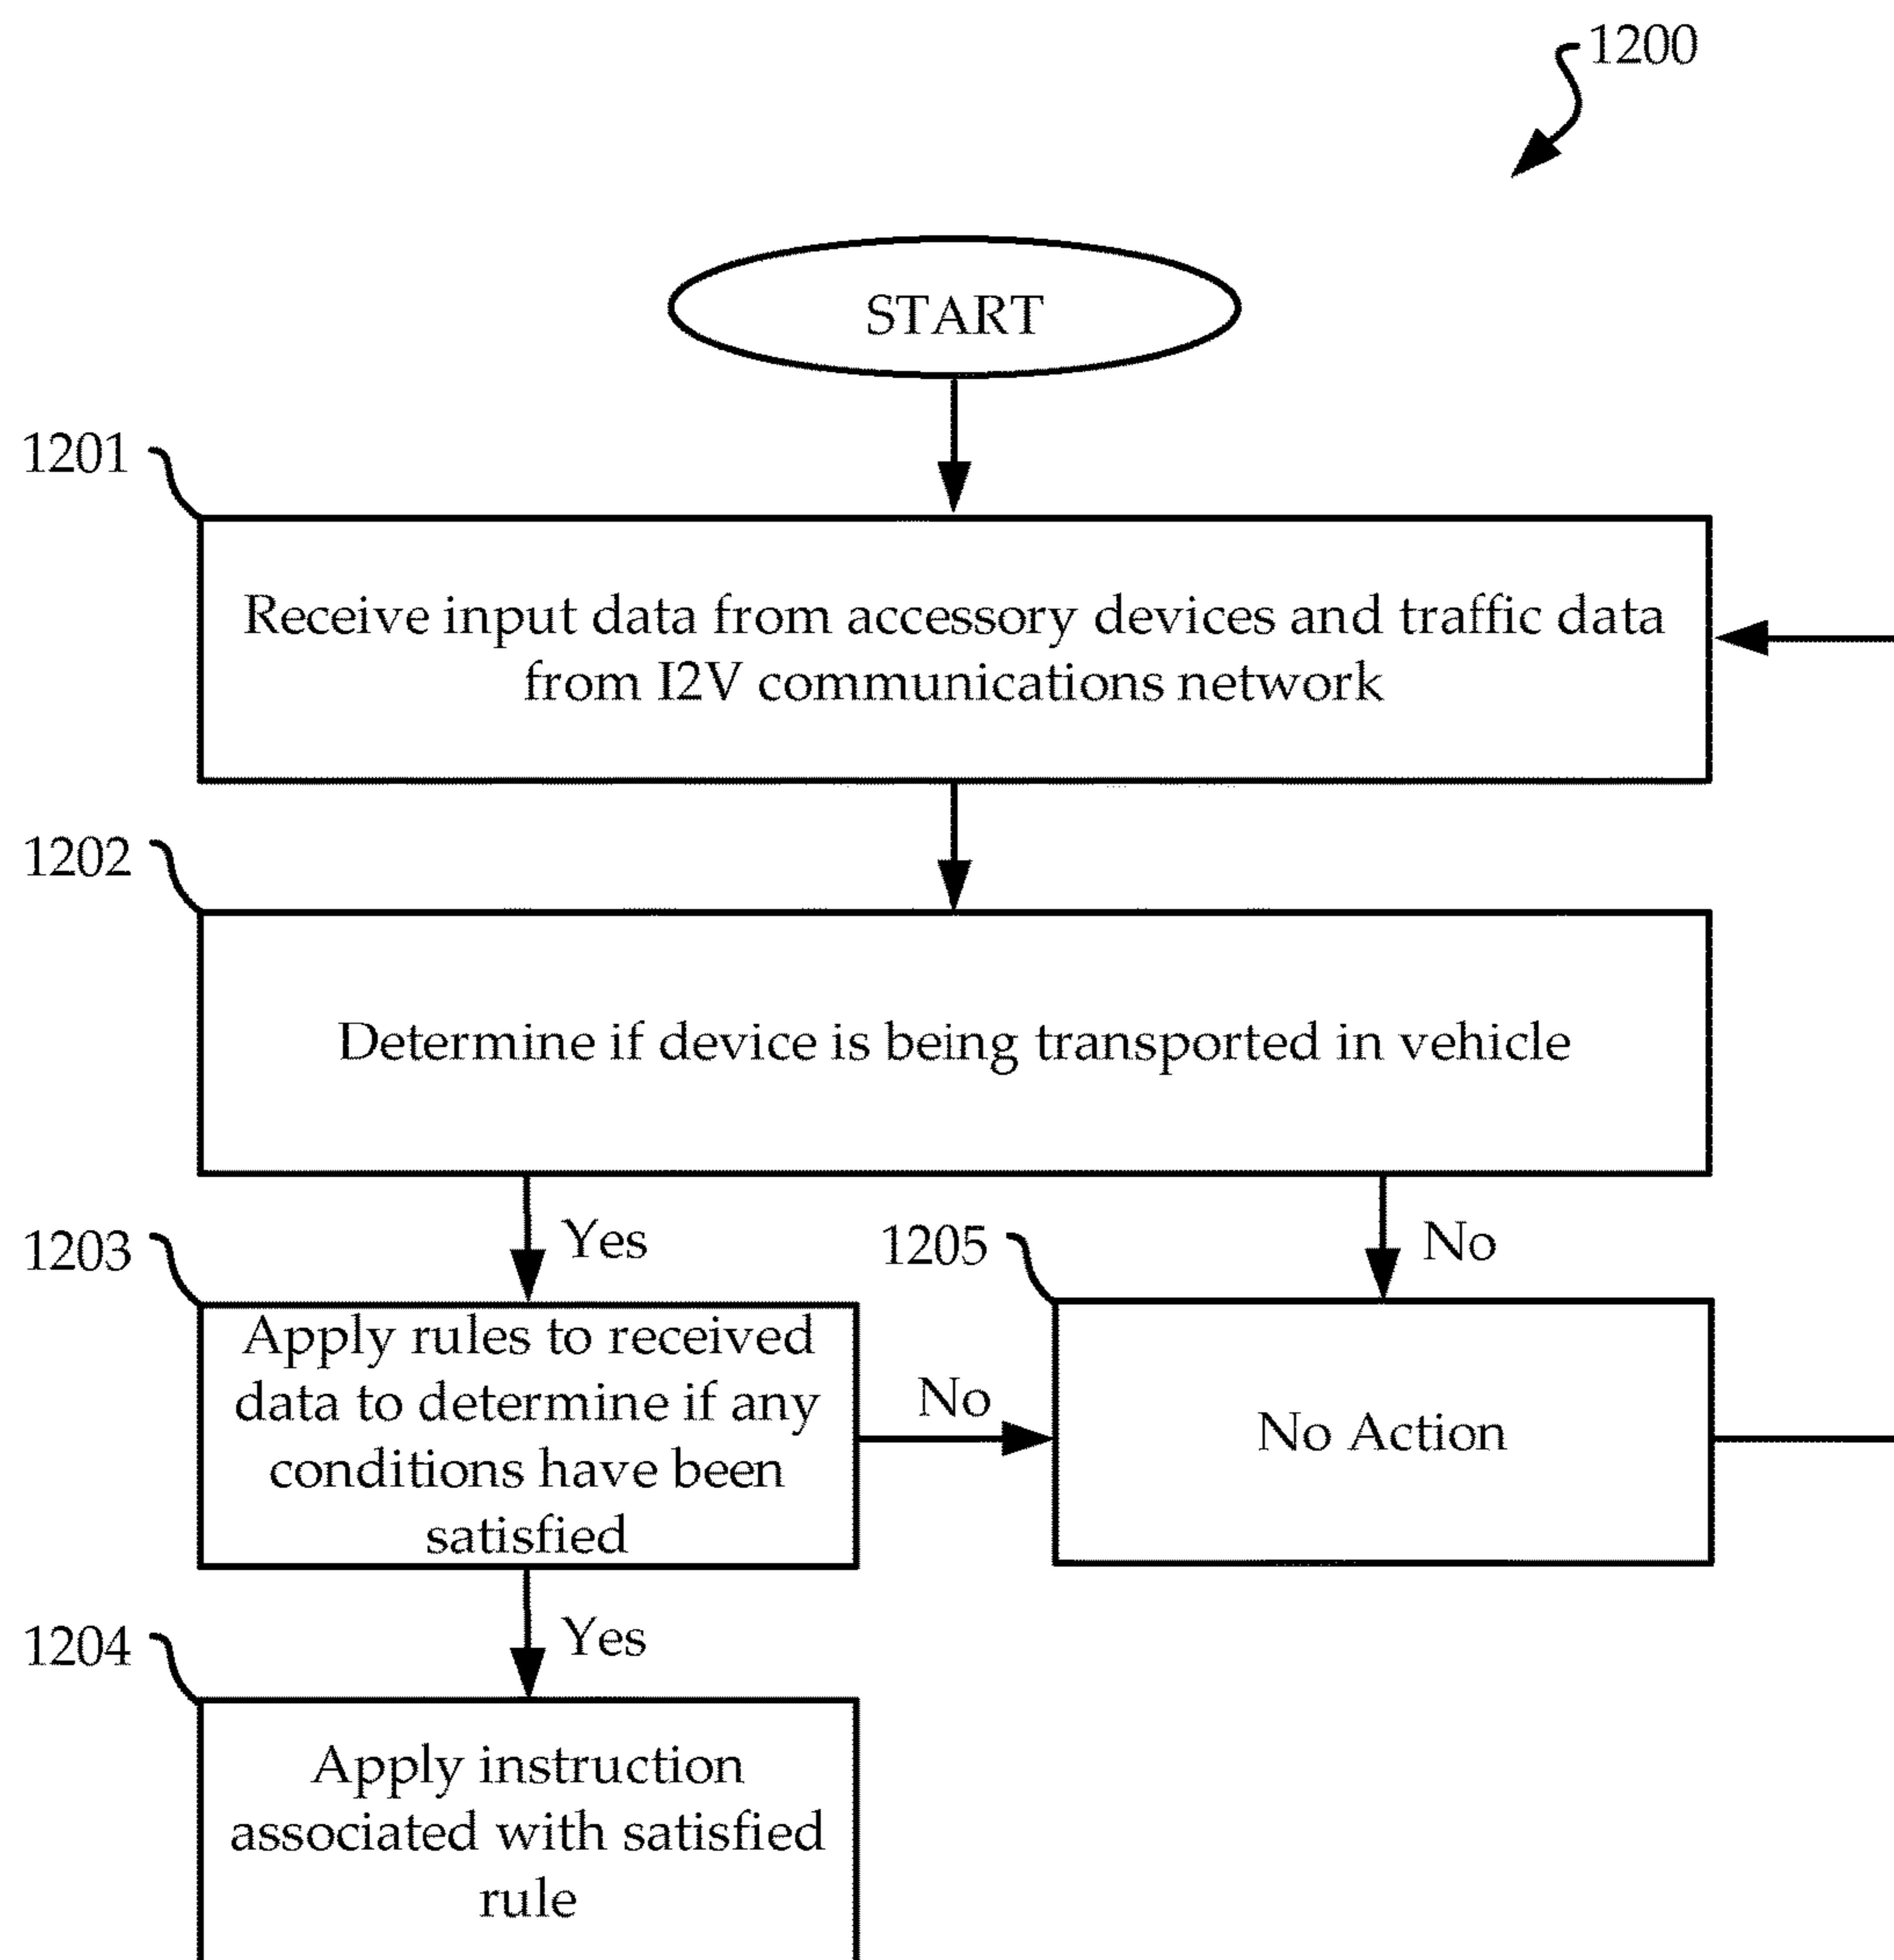 1200
START
1201
Receive input data from accessory devices and traffic data
from I2V communications network
1202
Determine if device is being transported in vehicle
Yes
No
1203
1205
Apply rules to received
data to determine if any
conditions have been
satisfied
No
No Action
Yes
1204
Apply instruction
associated with satisfied
rule